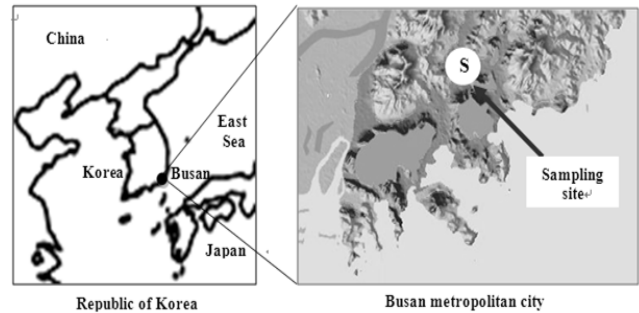 China
East
Sea
Korea
Busan
Japan
Republic of Korea
S
Sampling
site
Busan metropolitan city